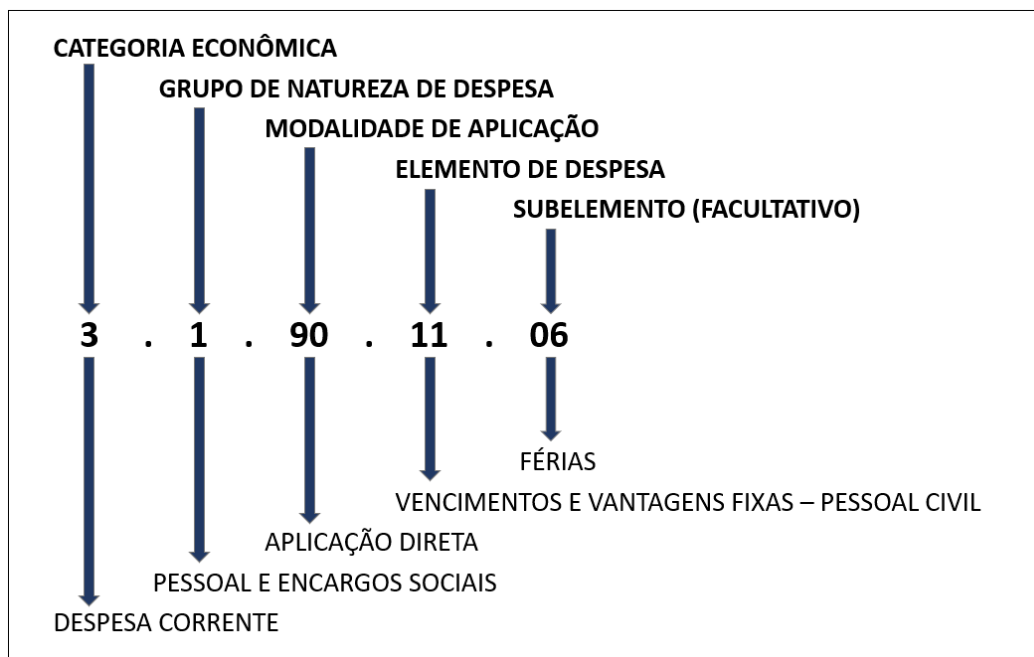 CATEGORIA ECONÔMICA
GRUPO DE NATUREZA DE DESPESA
MODALIDADE DE APLICAÇÃO
ELEMENTO DE DESPESA
SUBELEMENTO (FACULTATIVO)
3 . 1 . 90 . 11 . 06
FÉRIAS
VENCIMENTOS E VANTAGENS FIXAS – PESSOAL CIVIL
APLICAÇÃO DIRETA
PESSOAL E ENCARGOS SOCIAIS
DESPESA CORRENTE